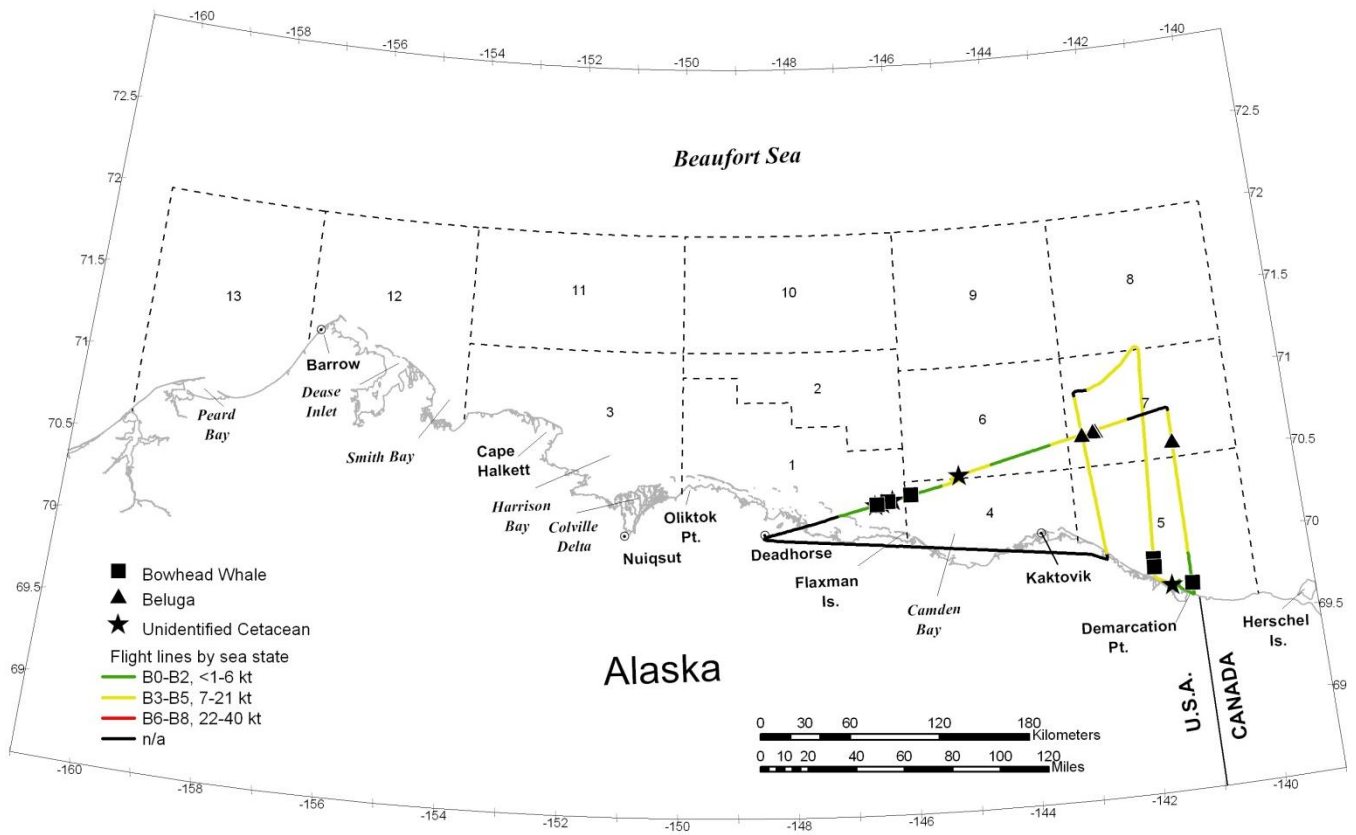 -160
-158
-156
-154
-152
-150
-148
-146
-144
-142
-140
72.5
72.5
72
72
71.5
71.5
71
71
70.5
70.5
70
70
69.5
69.5
69
69
Beaufort Sea
13
12
11
10
9
8
3
2
6
7
1
4
5
Barrow
Dease
Inlet
Peard
Bay
Smith Bay
Cape
Halkett
Harrison
Bay
Colville
Delta
Nuiqsut
Oliktok
Pt.
Deadhorse
Flaxman
Is.
Camden
Bay
Kaktovik
Demarcation
Pt.
Herschel
Is.
Alaska
U.S.A.
CANADA
Bowhead Whale
Beluga
Unidentified Cetacean
Flight lines by sea state
B0-B2, <1-6 kt
B3-B5, 7-21 kt
B6-B8, 22-40 kt
n/a
0 30 60 120 180
Kilometers
0 10 20 40 60 80 100 120
Miles
-160
-158
-156
-154
-152
-150
-148
-146
-144
-142
-140